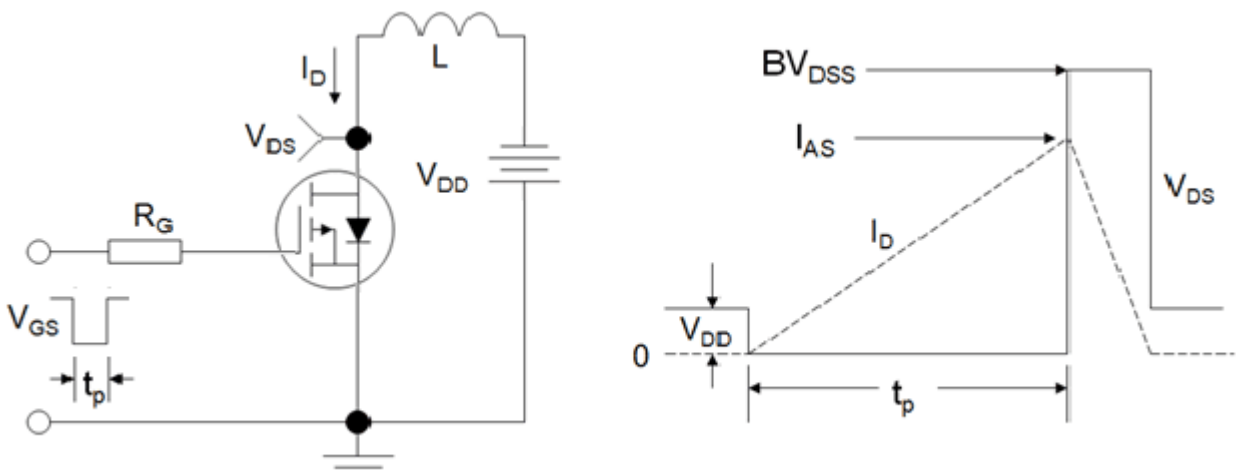 I_D
L
V_DS
V_DD
R_G
V_GS
t_p
BV_DSS
I_AS
V_DS
I_D
V_DD
0
t_p